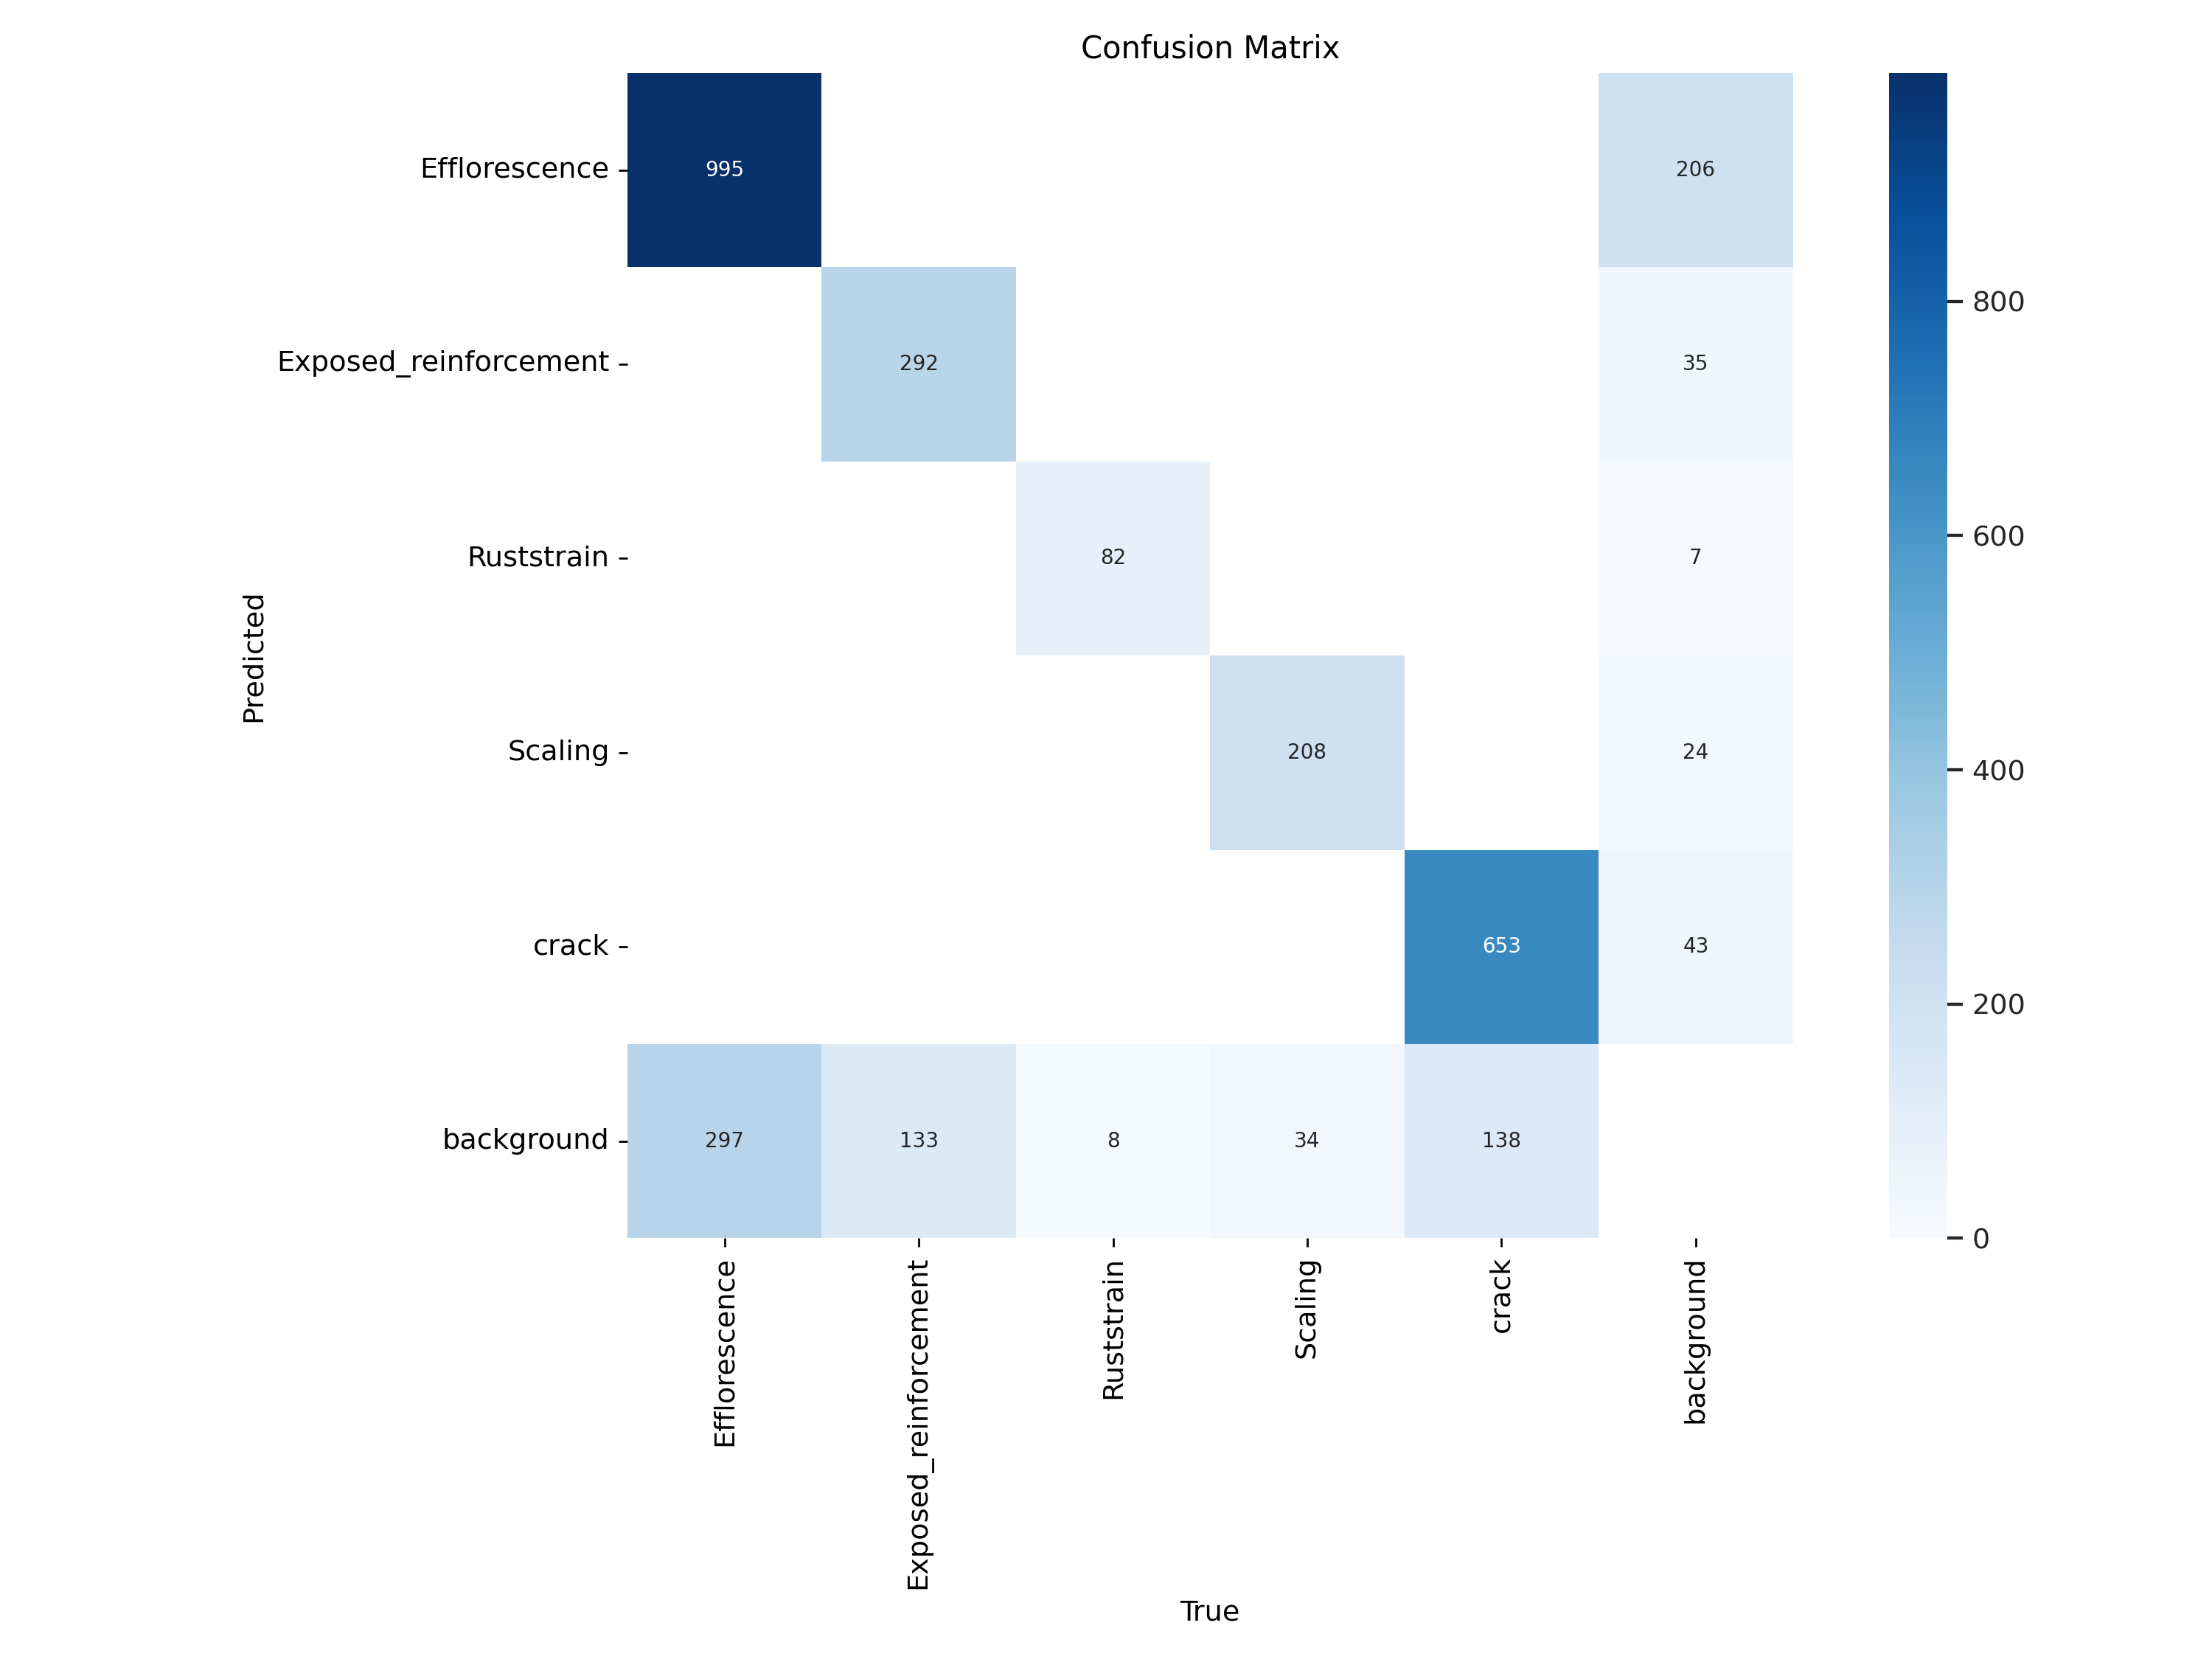 Confusion Matrix
Efflorescence
995
206
800
Exposed_reinforcement
292
35
600
Ruststrain
82
7
Predicted
Scaling
208
24
400
crack
653
43
200
background
297
133
8
34
138
0
Efflorescence
Exposed_reinforcement
Ruststrain
Scaling
crack
background
True